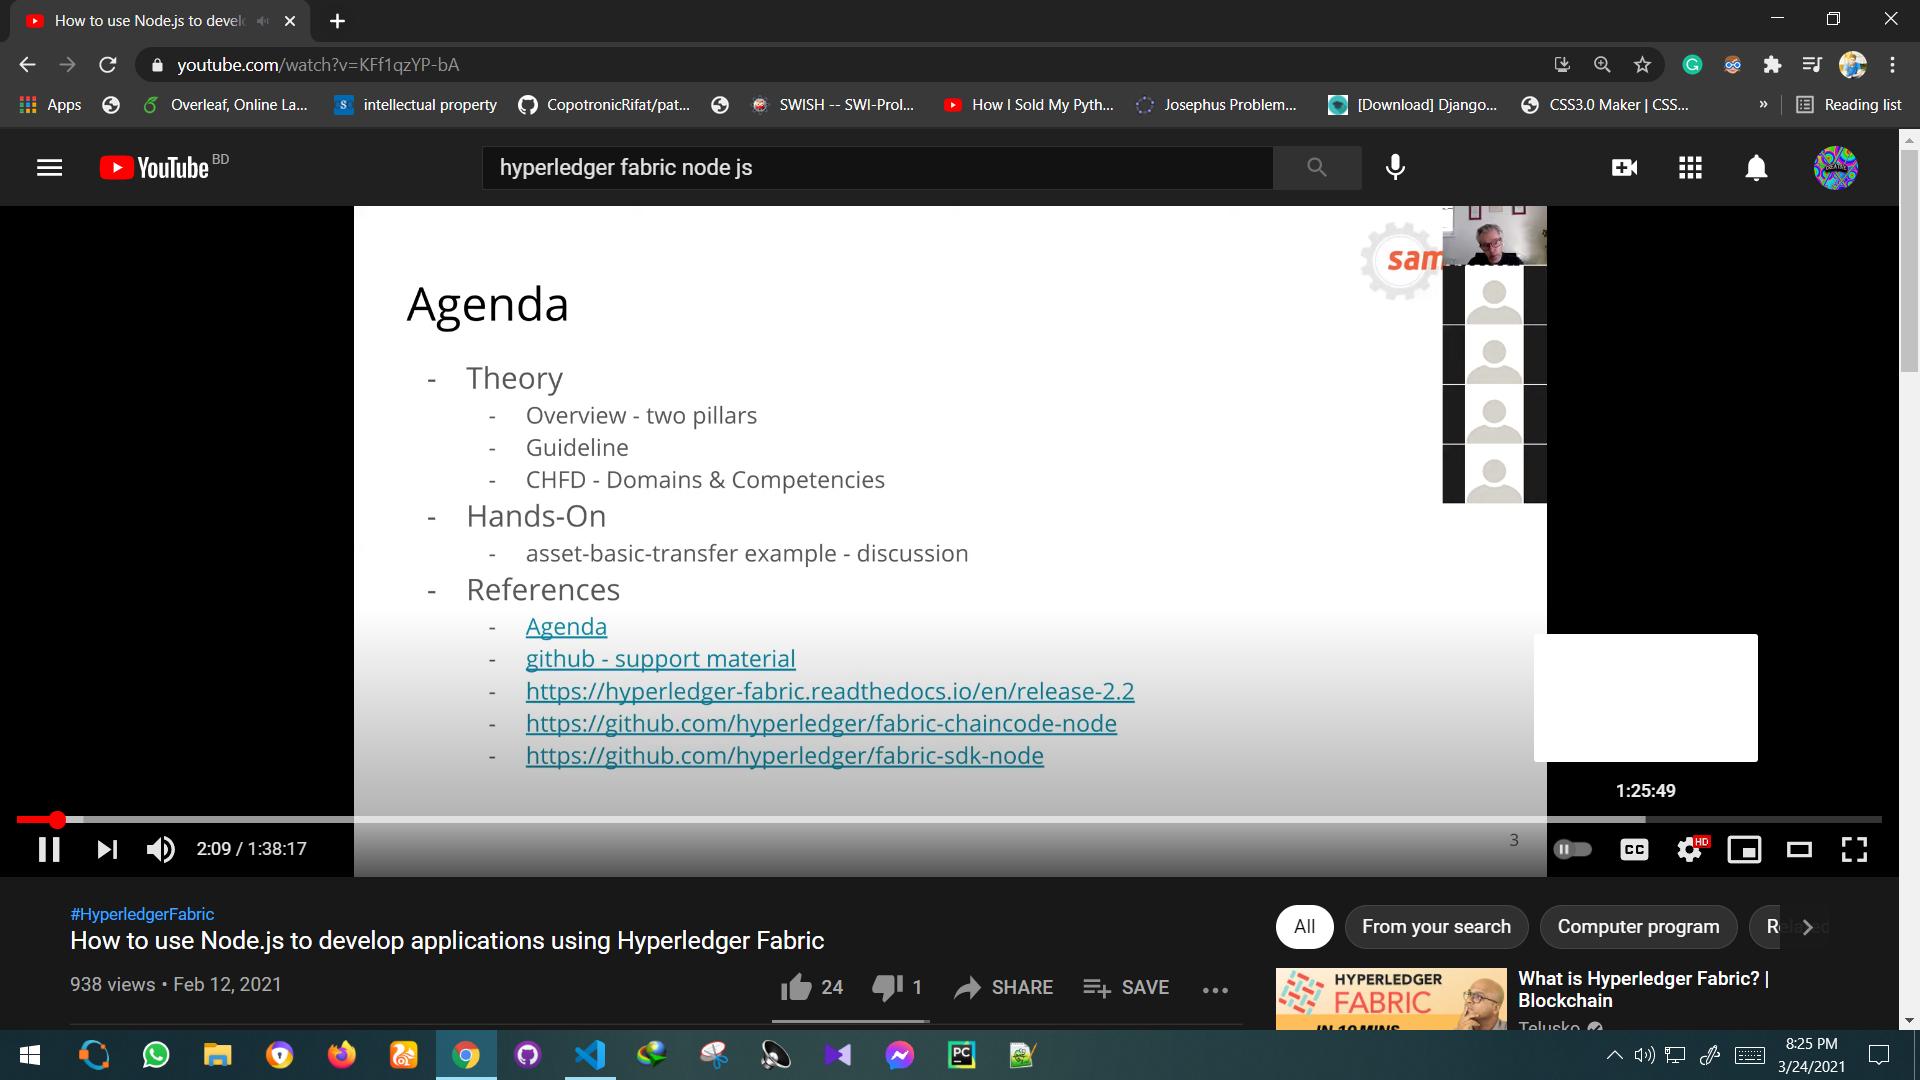 How to use Node.js to devel
youtube.com/watch?v=KFf1qzYP-bA
Apps
Overleaf, Online La...
intellectual property
CopotronicRifat/pat...
SWISH -- SWI-Prol...
How I Sold My Pyth...
Josephus Problem...
[Download] Django...
CSS3.0 Maker | CSS...
»
Reading list
YouTube BD
hyperledger fabric node js
sam
Agenda
- Theory
- Overview - two pillars
- Guideline
- CHFD - Domains & Competencies
- Hands-On
- asset-basic-transfer example - discussion
- References
- Agenda
- github - support material
- https://hyperledger-fabric.readthedocs.io/en/release-2.2
- https://github.com/hyperledger/fabric-chaincode-node
- https://github.com/hyperledger/fabric-sdk-node
1:25:49
3
2:09 / 1:38:17
CC
HD
#HyperledgerFabric
How to use Node.js to develop applications using Hyperledger Fabric
938 views • Feb 12, 2021
24
1
SHARE
SAVE
All
From your search
Computer program
HYPERLEDGER
FABRIC
IN 10 MINS
What is Hyperledger Fabric? |
Blockchain
Telusko
PC
8:25 PM
3/24/2021